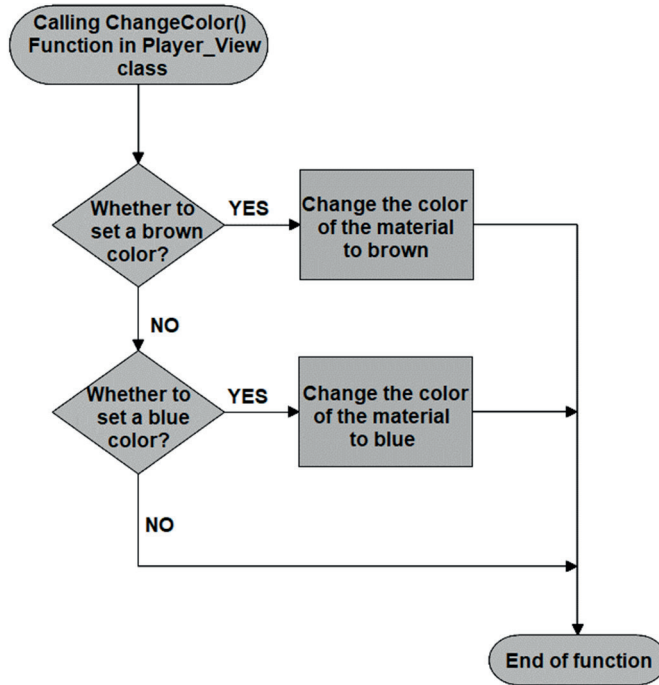 Calling ChangeColor()
Function in Player_View
class
Whether to
set a brown
color?
YES
Change the color
of the material
to brown
NO
Whether to
set a blue
color?
YES
Change the color
of the material
to blue
NO
End of function